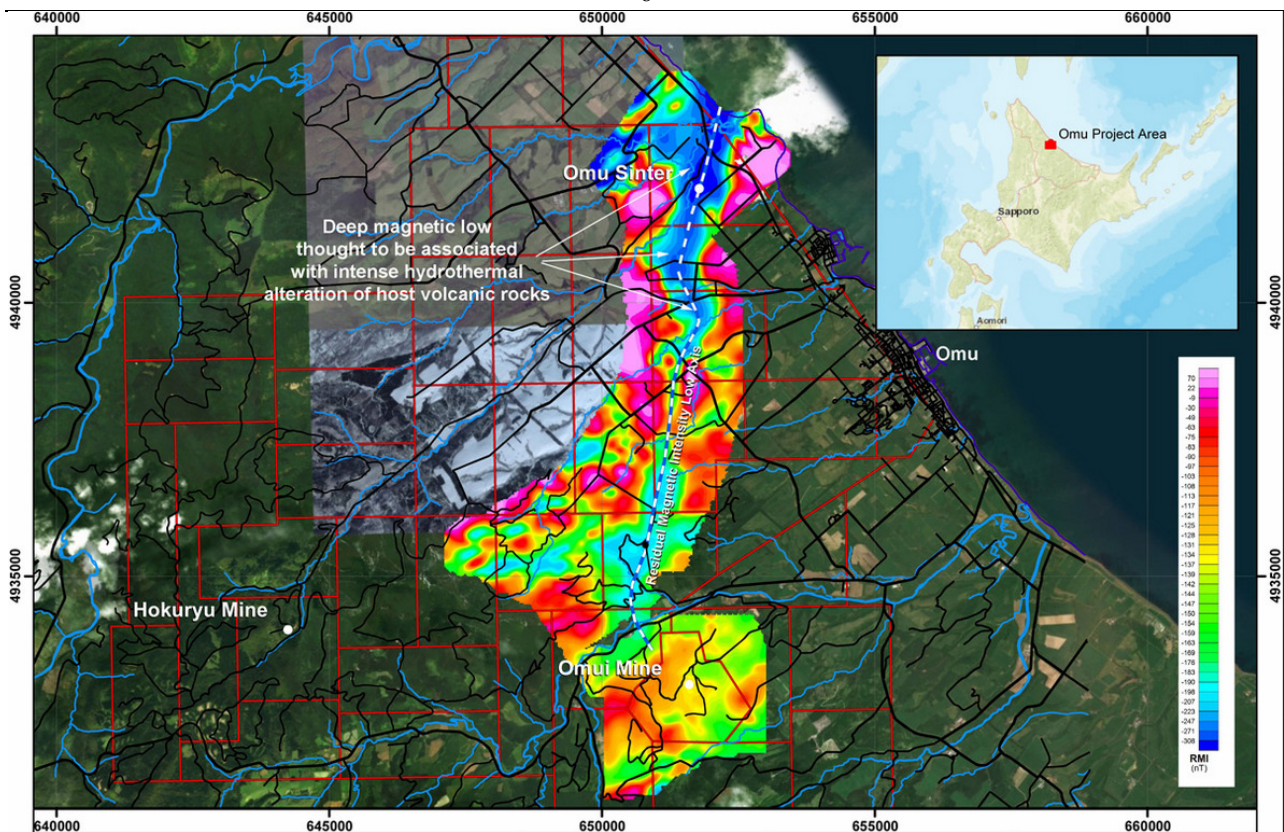 640000 645000 650000 655000 660000
Omu Project Area
Sapporo
Aomori
Omu Sinter
Deep magnetic low
thought to be associated
with intense hydrothermal
alteration of host volcanic rocks
4940000
4940000
Omu
Residual Magnetic Intensity Low Axis
4935000
4935000
Hokuryu Mine
Omui Mine
70
22
-9
-30
-49
-63
-75
-83
-90
-97
-103
-108
-113
-117
-121
-125
-128
-131
-134
-137
-139
-142
-147
-150
-154
-163
-169
-173
-178
-184
-190
-198
-207
-223
-247
-271
-308
RMI
(nT)
640000 645000 650000 655000 660000